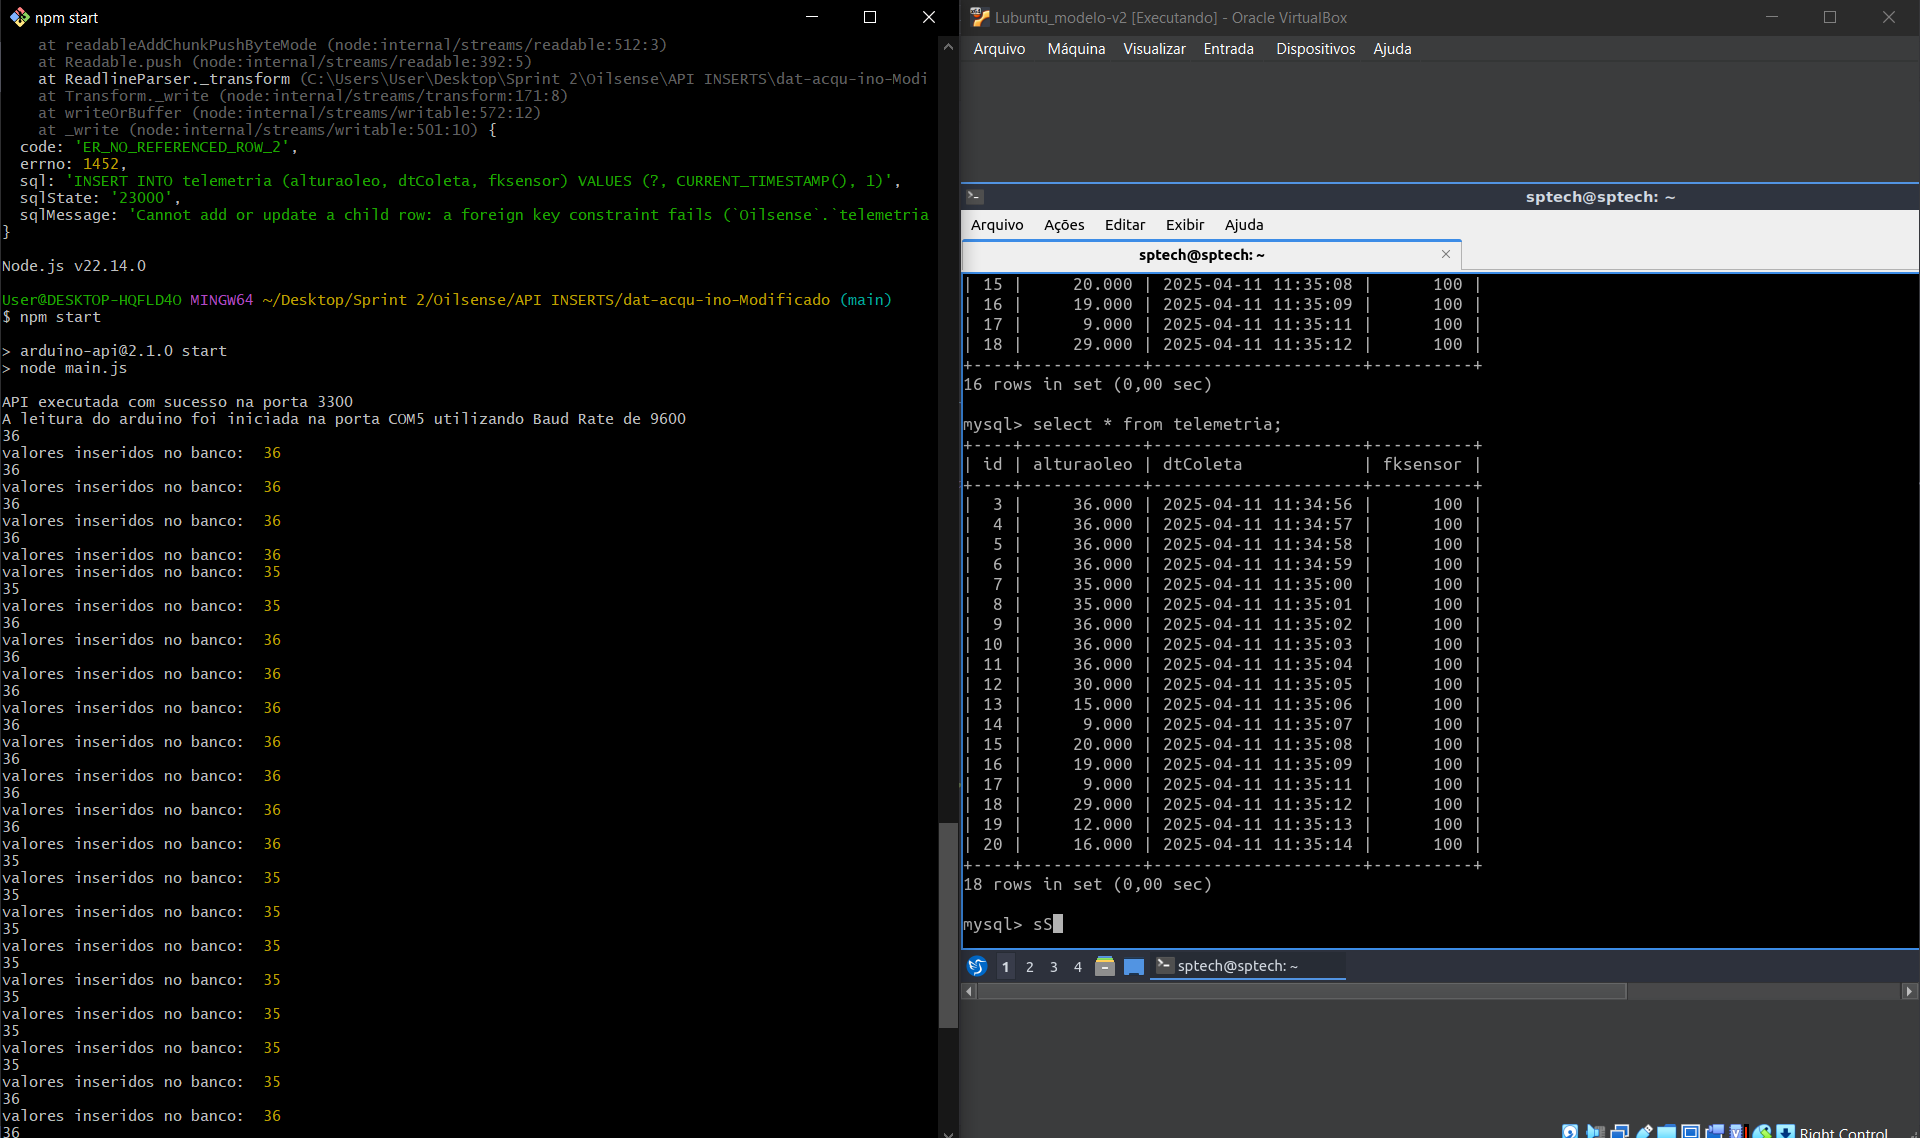 npm start
at readableAddChunkPushByteMode (node:internal/streams/readable:512:3)
at Readable.push (node:internal/streams/readable:392:5)
at ReadlineParser._transform (C:\Users\User\Desktop\Sprint 2\Oilsense\API INSERTS\dat-acqu-ino-Modi
at Transform._write (node:internal/streams/transform:171:8)
at writeOrBuffer (node:internal/streams/writable:572:12)
at _write (node:internal/streams/writable:501:10) {
code: 'ER_NO_REFERENCED_ROW_2',
errno: 1452,
sql: 'INSERT INTO telemetria (alturaoleo, dtColeta, fksensor) VALUES (?, CURRENT_TIMESTAMP(), 1)',
sqlState: '23000',
sqlMessage: 'Cannot add or update a child row: a foreign key constraint fails (`Oilsense`.`telemetria
}
Node.js v22.14.0
User@DESKTOP-HQFLD4O MINGW64 ~/Desktop/Sprint 2/Oilsense/API INSERTS/dat-acqu-ino-Modificado (main)
$ npm start
> arduino-api@2.1.0 start
> node main.js
API executada com sucesso na porta 3300
A leitura do arduino foi iniciada na porta COM5 utilizando Baud Rate de 9600
36
valores inseridos no banco:  36
36
valores inseridos no banco:  36
36
valores inseridos no banco:  36
36
valores inseridos no banco:  36
valores inseridos no banco:  35
35
valores inseridos no banco:  35
36
valores inseridos no banco:  36
36
valores inseridos no banco:  36
36
valores inseridos no banco:  36
36
valores inseridos no banco:  36
36
valores inseridos no banco:  36
36
valores inseridos no banco:  36
36
valores inseridos no banco:  36
35
valores inseridos no banco:  35
35
valores inseridos no banco:  35
35
valores inseridos no banco:  35
35
valores inseridos no banco:  35
35
valores inseridos no banco:  35
35
valores inseridos no banco:  35
35
valores inseridos no banco:  35
36
valores inseridos no banco:  36
36
Lubuntu_modelo-v2 [Executando] - Oracle VirtualBox
Arquivo Máquina Visualizar Entrada Dispositivos Ajuda
sptech@sptech: ~
Arquivo Ações Editar Exibir Ajuda
sptech@sptech: ~
| 15 | 20.000 | 2025-04-11 11:35:08 | 100 |
| 16 | 19.000 | 2025-04-11 11:35:09 | 100 |
| 17 | 9.000 | 2025-04-11 11:35:11 | 100 |
| 18 | 29.000 | 2025-04-11 11:35:12 | 100 |
+----+------------+---------------------+----------+
16 rows in set (0,00 sec)
mysql> select * from telemetria;
+----+------------+---------------------+----------+
| id | alturaoleo | dtColeta | fksensor |
+----+------------+---------------------+----------+
| 3 | 36.000 | 2025-04-11 11:34:56 | 100 |
| 4 | 36.000 | 2025-04-11 11:34:57 | 100 |
| 5 | 36.000 | 2025-04-11 11:34:58 | 100 |
| 6 | 36.000 | 2025-04-11 11:34:59 | 100 |
| 7 | 35.000 | 2025-04-11 11:35:00 | 100 |
| 8 | 35.000 | 2025-04-11 11:35:01 | 100 |
| 9 | 36.000 | 2025-04-11 11:35:02 | 100 |
| 10 | 36.000 | 2025-04-11 11:35:03 | 100 |
| 11 | 36.000 | 2025-04-11 11:35:04 | 100 |
| 12 | 30.000 | 2025-04-11 11:35:05 | 100 |
| 13 | 15.000 | 2025-04-11 11:35:06 | 100 |
| 14 | 9.000 | 2025-04-11 11:35:07 | 100 |
| 15 | 20.000 | 2025-04-11 11:35:08 | 100 |
| 16 | 19.000 | 2025-04-11 11:35:09 | 100 |
| 17 | 9.000 | 2025-04-11 11:35:11 | 100 |
| 18 | 29.000 | 2025-04-11 11:35:12 | 100 |
| 19 | 12.000 | 2025-04-11 11:35:13 | 100 |
| 20 | 16.000 | 2025-04-11 11:35:14 | 100 |
+----+------------+---------------------+----------+
18 rows in set (0,00 sec)
mysql> sS
1 2 3 4 sptech@sptech: ~
Right Control